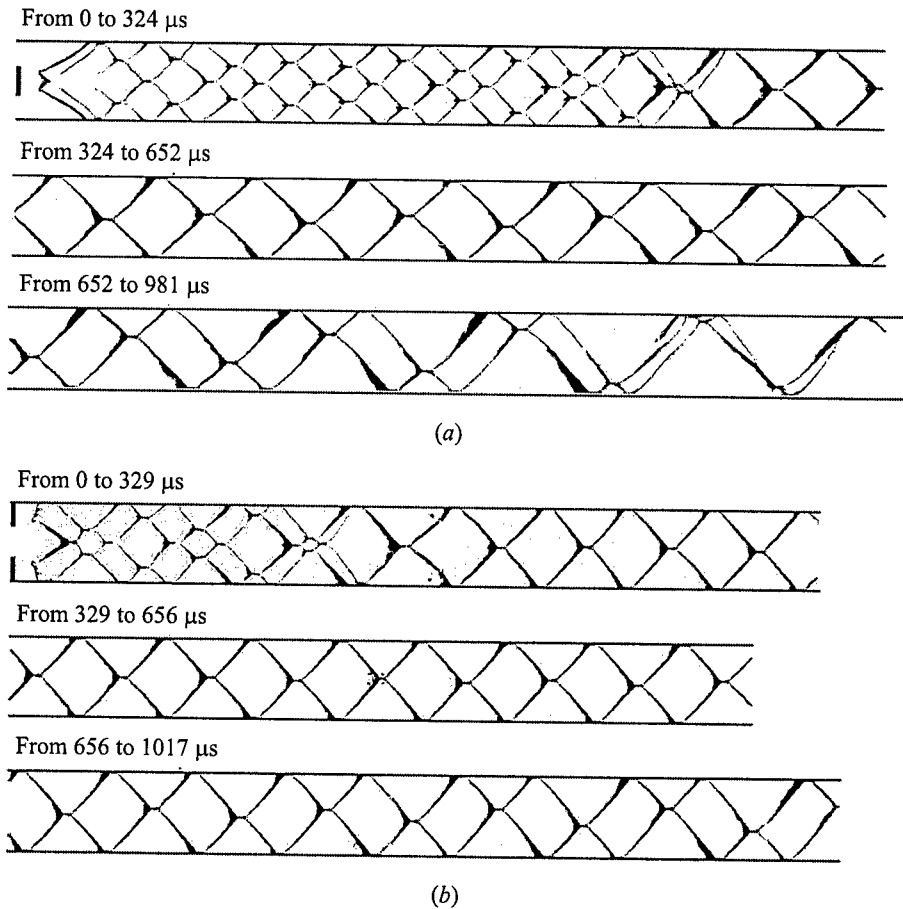 From 0 to 324 μs
From 324 to 652 μs
From 652 to 981 μs
(a)
From 0 to 329 μs
From 329 to 656 μs
From 656 to 1017 μs
(b)